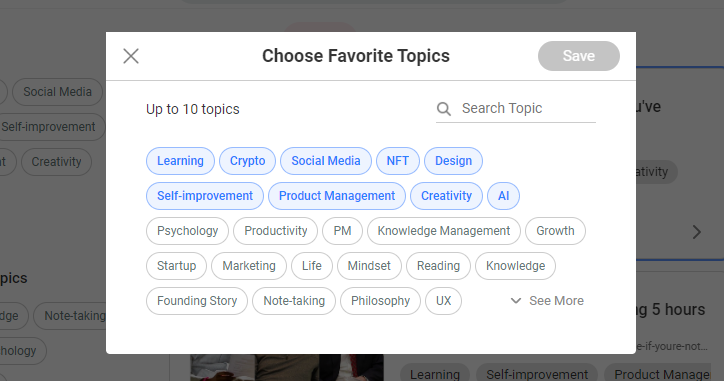 Choose Favorite Topics
Save
Up to 10 topics
Search Topic
Learning Crypto Social Media NFT Design
Self-improvement Product Management Creativity AI
Psychology Productivity PM Knowledge Management Growth
Startup Marketing Life Mindset Reading Knowledge
Founding Story Note-taking Philosophy UX See More
Social Media
Self-improvement
Creativity
Note-taking
u've
ativity
pics
dge
hology
ng 5 hours
e-if-youre-not...
Learning Self-improvement Product Manage